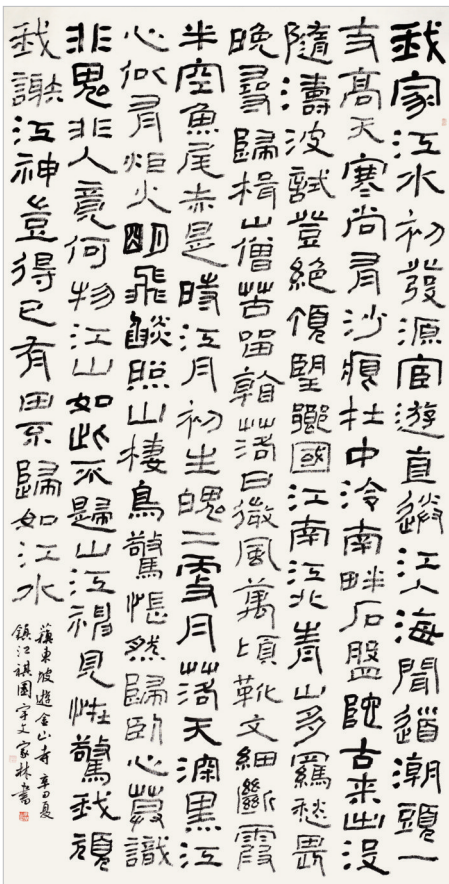 我家江水初發源宦遊直送江入海聞道潮頭一
丈高天寒尚有沙痕在中泠南畔石盤陀古來出没
隨濤波試登絕頂望鄉國江南江北青山多羈愁畏
晚尋歸楫山僧苦留看落日微風萬頃靴文細斷霞
半空魚尾赤是時江月初生魄二更月落天深黑江
心似有炬火明飛燄照山棲鳥驚悵然歸卧心莫識
非鬼非人竟何物江山如此不歸山江神見怪驚我頑
我謝江神豈得已有田不歸如江水
蘇東坡遊金山寺 辛丑夏
鎮江祺園宇文家林書